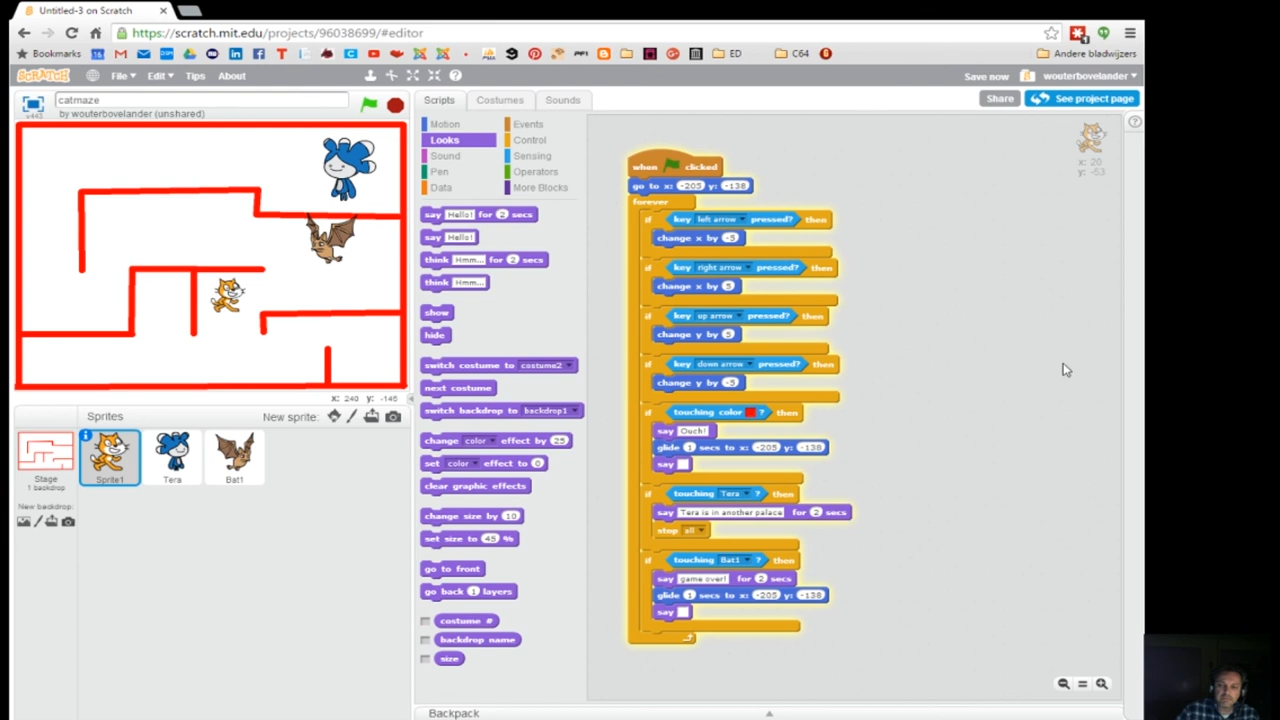 Untitled-3 on Scratch
https://scratch.mit.edu/projects/96038699/#editor
Bookmarks
ED
C64
Andere bladwijzers
SCRATCH
File
Edit
Tips
About
Save now
wouterbovelander
catmaze
by wouterbovelander (unshared)
v443
Scripts
Costumes
Sounds
Share
See project page
Motion
Events
Looks
Control
Sound
Sensing
Pen
Operators
Data
More Blocks
say Hello! for 2 secs
say Hello!
think Hmm... for 2 secs
think Hmm...
show
hide
switch costume to costume2
next costume
switch backdrop to backdrop1
change color effect by 25
set color effect to 0
clear graphic effects
change size by 10
set size to 45 %
go to front
go back 1 layers
costume #
backdrop name
size
when clicked
go to x: -205 y: -138
forever
if key left arrow pressed? then
change x by -5
if key right arrow pressed? then
change x by 5
if key up arrow pressed? then
change y by 5
if key down arrow pressed? then
change y by -5
if touching color ? then
say Ouch!
glide 1 secs to x: -205 y: -138
say
if touching Tera ? then
say Tera is in another palace for 2 secs
stop all
if touching Bat1 ? then
say game over! for 2 secs
glide 1 secs to x: -205 y: -138
say
x: 20
y: -53
x: 240 y: -145
Sprites
New sprite:
Stage
1 backdrop
New backdrop:
Sprite1
Tera
Bat1
Backpack